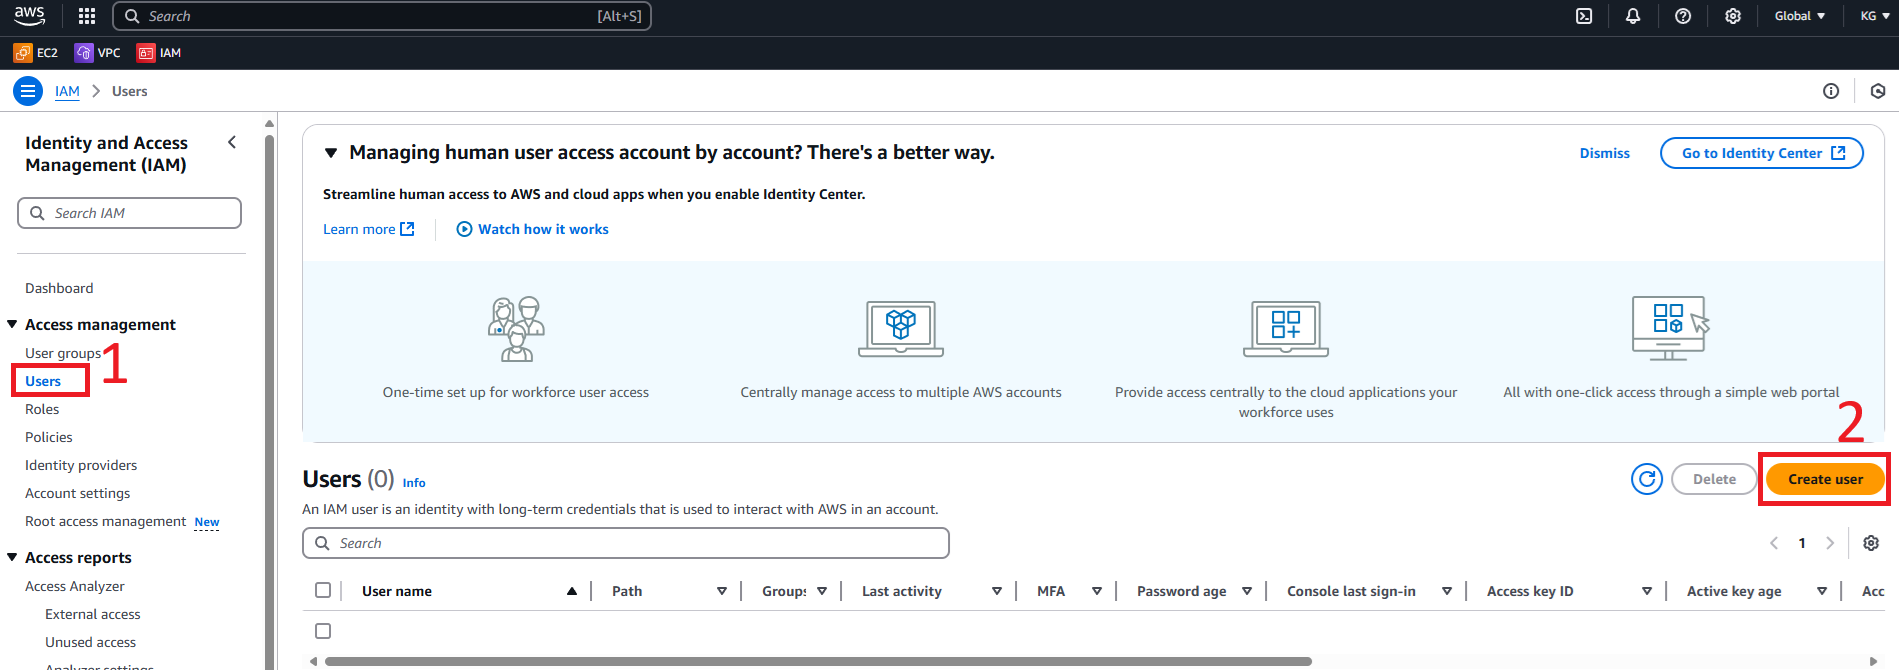 aws
Search [Alt+S] Global KG
EC2 VPC IAM
IAM > Users
Identity and Access
Management (IAM)
Search IAM
Dashboard
Access management
User groups
1
Users
Roles
Policies
Identity providers
Account settings
Root access management New
Access reports
Access Analyzer
External access
Unused access
Analyzer settings
Managing human user access account by account? There's a better way.
Dismiss Go to Identity Center
Streamline human access to AWS and cloud apps when you enable Identity Center.
Learn more Watch how it works
One-time set up for workforce user access
Centrally manage access to multiple AWS accounts
Provide access centrally to the cloud applications your
workforce uses
All with one-click access through a simple web portal
2
Users (0) Info
Delete Create user
An IAM user is an identity with long-term credentials that is used to interact with AWS in an account.
Search
1
User name Path Groups Last activity MFA Password age Console last sign-in Access key ID Active key age Acc